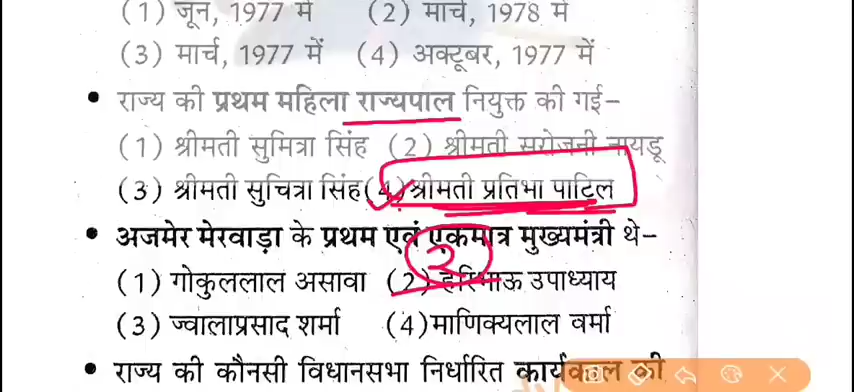 (1) जून, 1977 में (2) मार्च, 1978 में
(3) मार्च, 1977 में (4) अक्टूबर, 1977 में
• राज्य की प्रथम महिला राज्यपाल नियुक्त की गई–
(1) श्रीमती सुमित्रा सिंह (2) श्रीमती सरोजनी नायडू
(3) श्रीमती सुचित्रा सिंह (4) श्रीमती प्रतिभा पाटिल
• अजमेर मेरवाड़ा के प्रथम एवं एकमात्र मुख्यमंत्री थे–
2
(1) गोकुललाल असावा (2) हरिभाऊ उपाध्याय
(3) ज्वालाप्रसाद शर्मा (4) माणिक्यलाल वर्मा
• राज्य की कौनसी विधानसभा निर्धारित कार्यकाल की